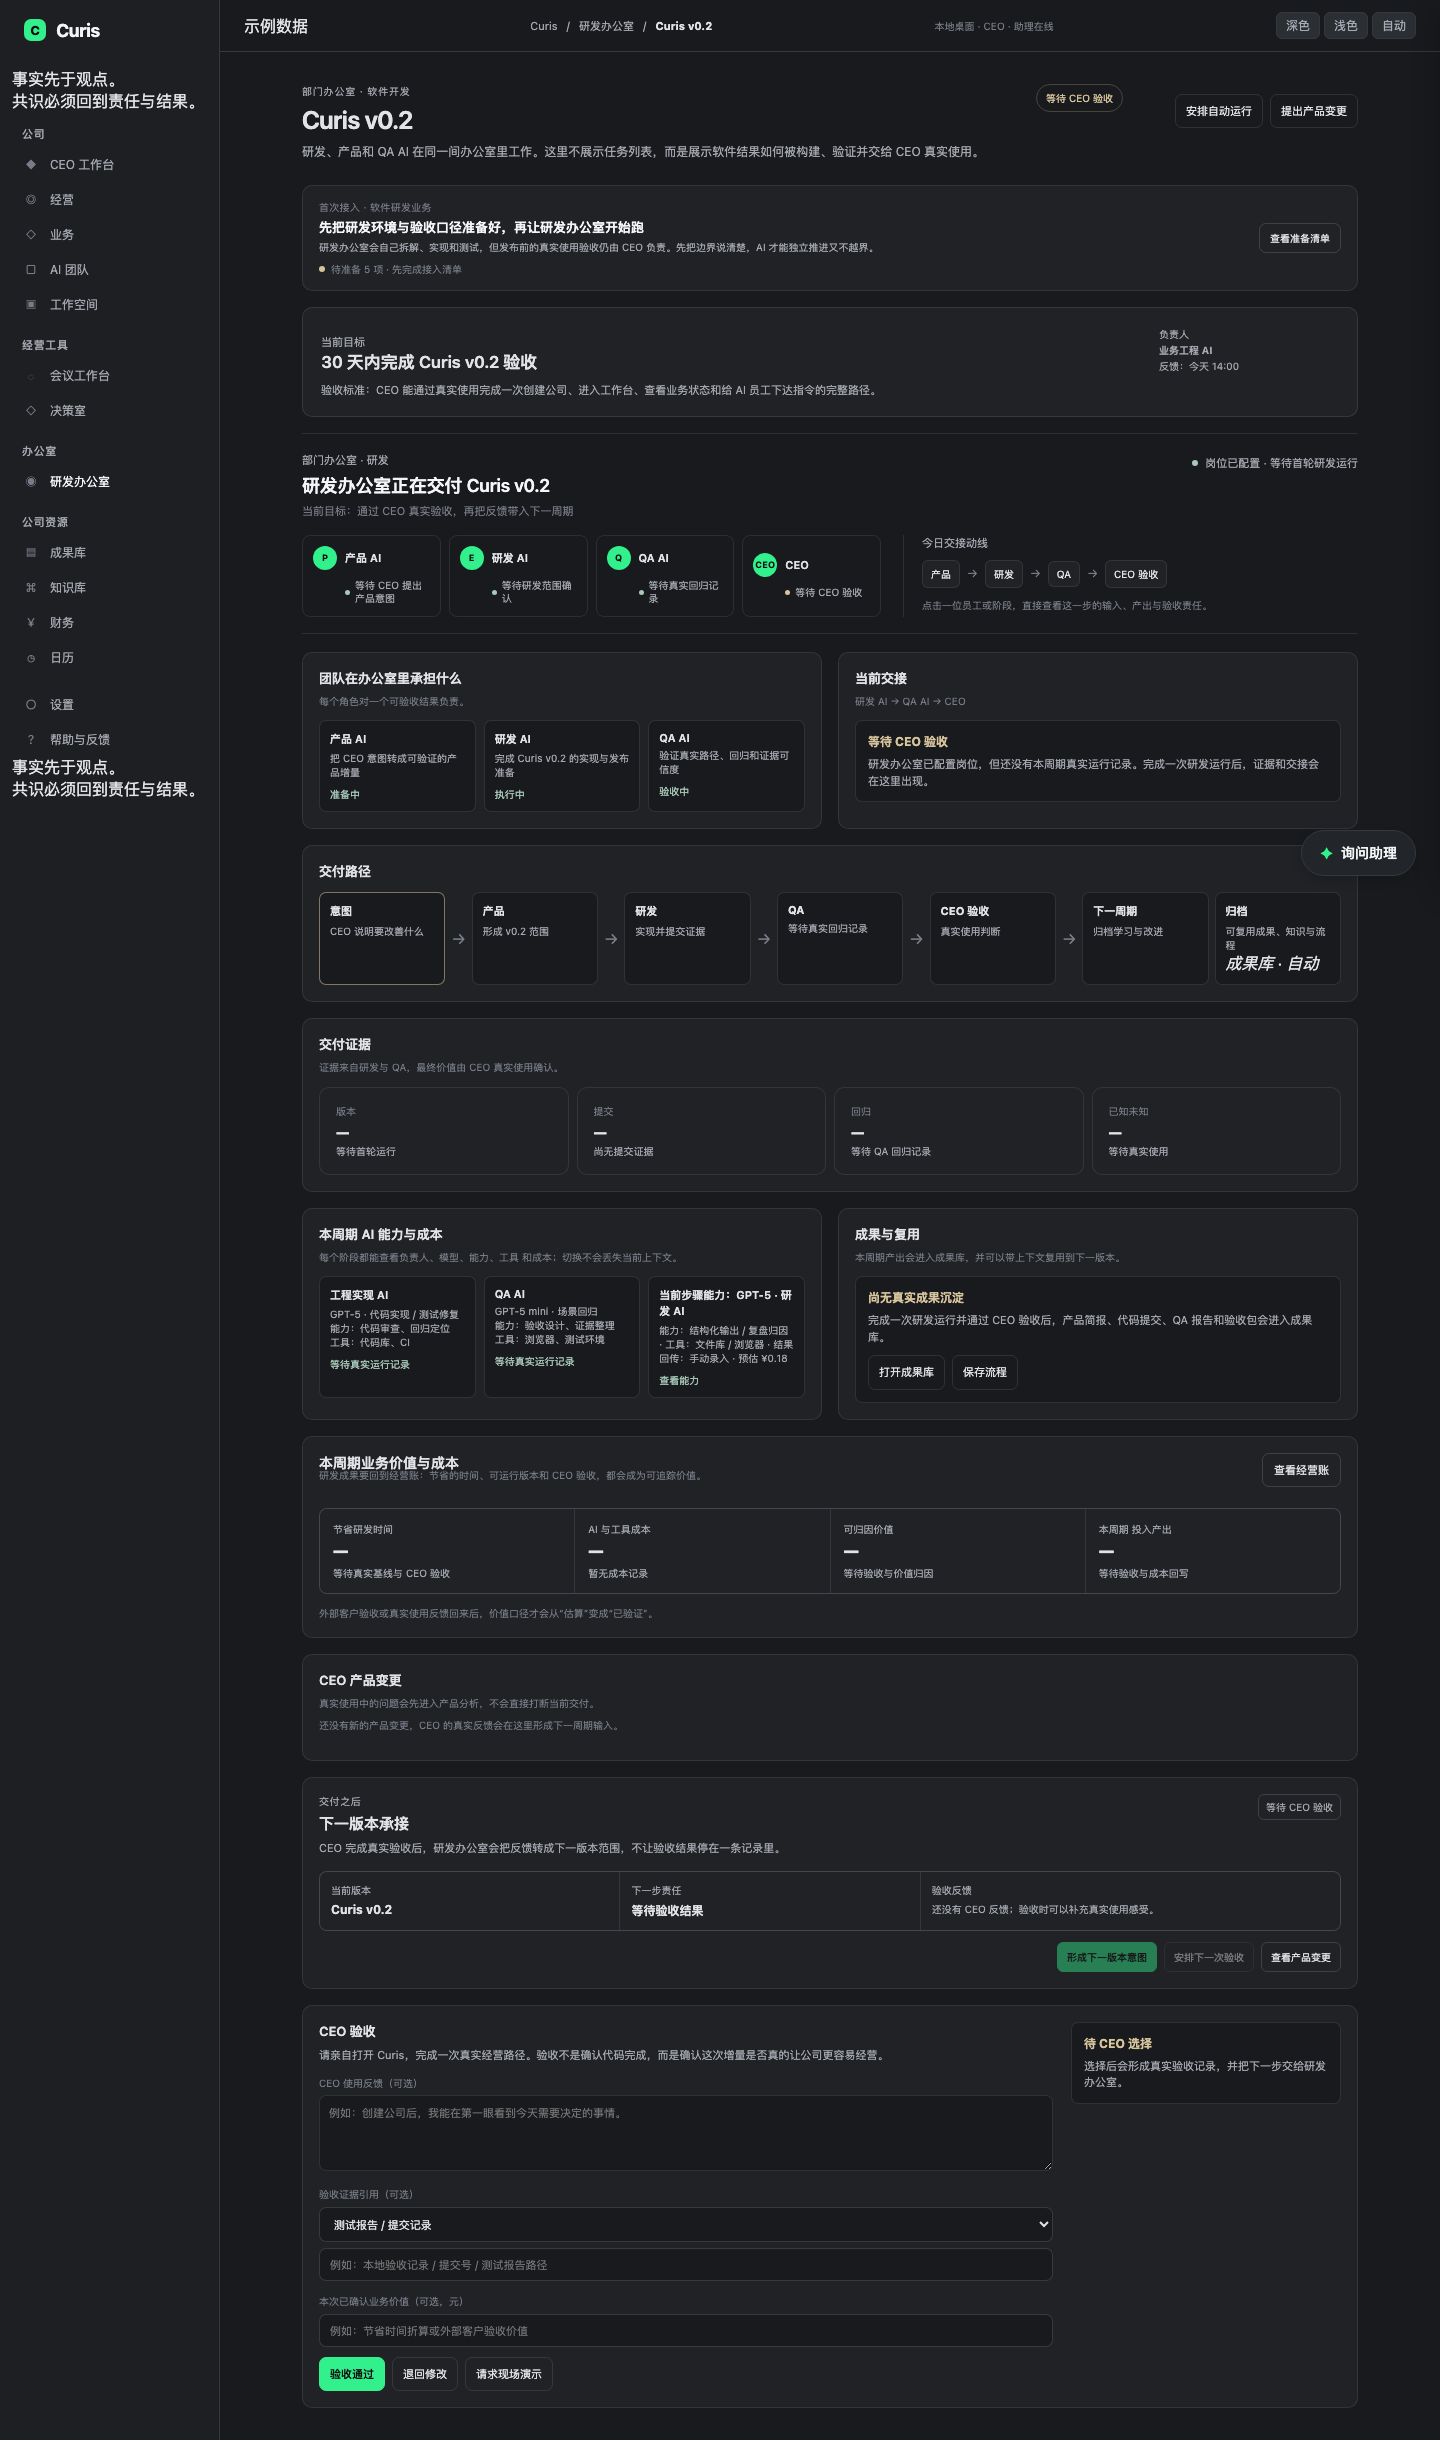 C Curis
事实先于观点。
共识必须回到责任与结果。
公司
CEO 工作台
经营
业务
AI 团队
工作空间
经营工具
会议工作台
决策室
办公室
研发办公室
公司资源
成果库
知识库
¥ 财务
日历
设置
? 帮助与反馈
事实先于观点。
共识必须回到责任与结果。
示例数据
Curis / 研发办公室 / Curis v0.2
本地桌面 · CEO · 助理在线
深色 浅色 自动
部门办公室 · 软件开发
Curis v0.2
研发、产品和 QA AI 在同一间办公室里工作。这里不展示任务列表，而是展示软件结果如何被构建、验证并交给 CEO 真实使用。
等待 CEO 验收
安排自动运行
提出产品变更
首次接入 · 软件研发业务
先把研发环境与验收口径准备好，再让研发办公室开始跑
研发办公室会自己拆解、实现和测试，但发布前的真实使用验收仍由 CEO 负责。先把边界说清楚，AI 才能独立推进又不越界。
待准备 5 项 · 先完成接入清单
查看准备清单
当前目标
30 天内完成 Curis v0.2 验收
验收标准：CEO 能通过真实使用完成一次创建公司、进入工作台、查看业务状态和给 AI 员工下达指令的完整路径。
负责人
业务工程 AI
反馈：今天 14:00
部门办公室 · 研发
研发办公室正在交付 Curis v0.2
当前目标：通过 CEO 真实验收，再把反馈带入下一周期
岗位已配置 · 等待首轮研发运行
P 产品 AI
等待 CEO 提出
产品意图
E 研发 AI
等待研发范围确
认
Q QA AI
等待真实回归记
录
CEO CEO
等待 CEO 验收
今日交接动线
产品 → 研发 → QA → CEO 验收
点击一位员工或阶段，直接查看这一步的输入、产出与验收责任。
团队在办公室里承担什么
每个角色对一个可验收结果负责。
产品 AI
把 CEO 意图转成可验证的产
品增量
准备中
研发 AI
完成 Curis v0.2 的实现与发布
准备
执行中
QA AI
验证真实路径、回归和证据可
信度
验收中
当前交接
研发 AI → QA AI → CEO
等待 CEO 验收
研发办公室已配置岗位，但还没有本周期真实运行记录。完成一次研发运行后，证据和交接会
在这里出现。
询问助理
交付路径
意图
CEO 说明要改善什么
→
产品
形成 v0.2 范围
→
研发
实现并提交证据
→
QA
等待真实回归记录
→
CEO 验收
真实使用判断
→
下一周期
归档学习与改进
归档
可复用成果、知识与流
程
成果库 · 自动
交付证据
证据来自研发与 QA，最终价值由 CEO 真实使用确认。
版本
—
等待首轮运行
提交
—
尚无提交证据
回归
—
等待 QA 回归记录
已知未知
—
等待真实使用
本周期 AI 能力与成本
每个阶段都能查看负责人、模型、能力、工具 和成本；切换不会丢失当前上下文。
工程实现 AI
GPT-5 · 代码实现 / 测试修复
能力：代码审查、回归定位
工具：代码库、CI
等待真实运行记录
QA AI
GPT-5 mini · 场景回归
能力：验收设计、证据整理
工具：浏览器、测试环境
等待真实运行记录
当前步骤能力：GPT-5 · 研
发 AI
能力：结构化输出 / 复盘归因
· 工具：文件库 / 浏览器 · 结果
回传：手动录入 · 预估 ¥0.18
查看能力
成果与复用
本周期产出会进入成果库，并可以带上下文复用到下一版本。
尚无真实成果沉淀
完成一次研发运行并通过 CEO 验收后，产品简报、代码提交、QA 报告和验收包会进入成果
库。
打开成果库
保存流程
本周期业务价值与成本
研发成果要回到经营账：节省的时间、可运行版本和 CEO 验收，都会成为可追踪价值。
查看经营账
节省研发时间
—
等待真实基线与 CEO 验收
AI 与工具成本
—
暂无成本记录
可归因价值
—
等待验收与价值归因
本周期 投入产出
—
等待验收与成本回写
外部客户验收或真实使用反馈回来后，价值口径才会从“估算”变成“已验证”。
CEO 产品变更
真实使用中的问题会先进入产品分析，不会直接打断当前交付。
还没有新的产品变更，CEO 的真实反馈会在这里形成下一周期输入。
交付之后
下一版本承接
CEO 完成真实验收后，研发办公室会把反馈转成下一版本范围，不让验收结果停在一条记录里。
等待 CEO 验收
当前版本
Curis v0.2
下一步责任
等待验收结果
验收反馈
还没有 CEO 反馈；验收时可以补充真实使用感受。
形成下一版本意图
安排下一次验收
查看产品变更
CEO 验收
请亲自打开 Curis，完成一次真实经营路径。验收不是确认代码完成，而是确认这次增量是否真的让公司更容易经营。
CEO 使用反馈（可选）
例如：创建公司后，我能在第一眼看到今天需要决定的事情。
验收证据引用（可选）
测试报告 / 提交记录
例如：本地验收记录 / 提交号 / 测试报告路径
本次已确认业务价值（可选，元）
例如：节省时间折算或外部客户验收价值
验收通过
退回修改
请求现场演示
待 CEO 选择
选择后会形成真实验收记录，并把下一步交给研发
办公室。